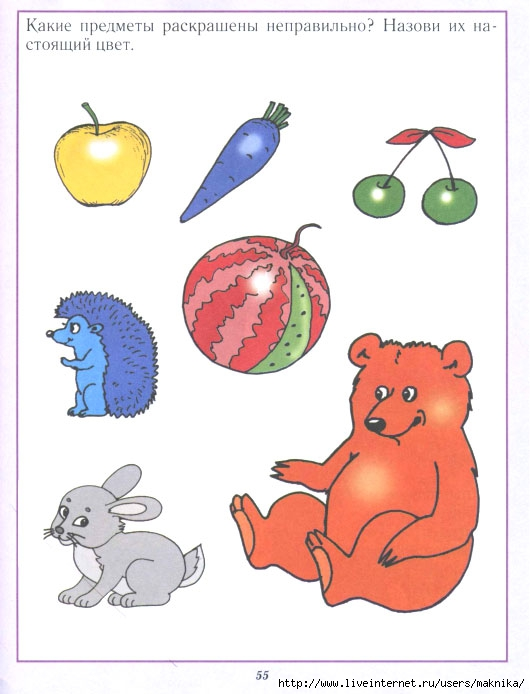 Какие предметы раскрашены неправильно? Назови их на-
стоящий цвет.
55
http://www.liveinternet.ru/users/maknika/